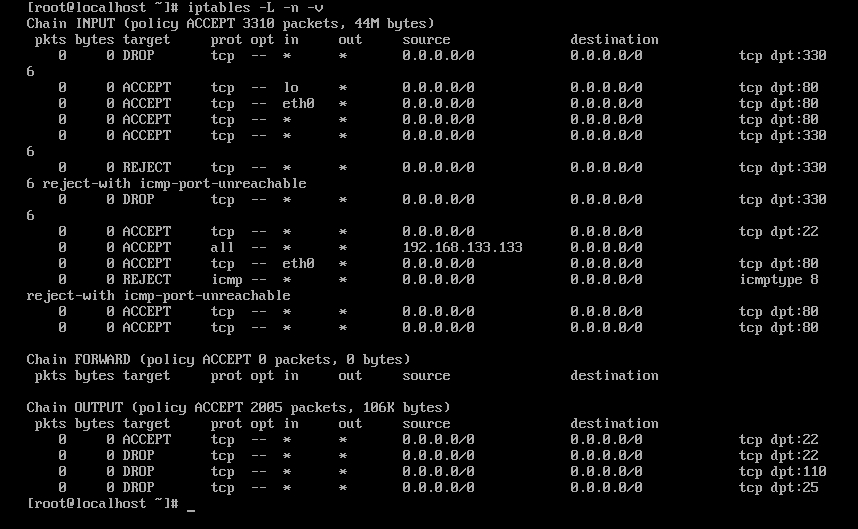 [root@localhost ~]# iptables -L -n -v
Chain INPUT (policy ACCEPT 3310 packets, 44M bytes)
 pkts bytes target     prot opt in     out     source               destination
    0     0 DROP       tcp  --  *      *       0.0.0.0/0            0.0.0.0/0            tcp dpt:330
6
    0     0 ACCEPT     tcp  --  lo     *       0.0.0.0/0            0.0.0.0/0            tcp dpt:80
    0     0 ACCEPT     tcp  --  eth0   *       0.0.0.0/0            0.0.0.0/0            tcp dpt:80
    0     0 ACCEPT     tcp  --  *      *       0.0.0.0/0            0.0.0.0/0            tcp dpt:80
    0     0 ACCEPT     tcp  --  *      *       0.0.0.0/0            0.0.0.0/0            tcp dpt:330
6
    0     0 REJECT     tcp  --  *      *       0.0.0.0/0            0.0.0.0/0            tcp dpt:330
6 reject-with icmp-port-unreachable
    0     0 DROP       tcp  --  *      *       0.0.0.0/0            0.0.0.0/0            tcp dpt:330
6
    0     0 ACCEPT     tcp  --  *      *       0.0.0.0/0            0.0.0.0/0            tcp dpt:22
    0     0 ACCEPT     all  --  *      *       192.168.133.133      0.0.0.0/0
    0     0 ACCEPT     tcp  --  eth0   *       0.0.0.0/0            0.0.0.0/0            tcp dpt:80
    0     0 REJECT     icmp --  *      *       0.0.0.0/0            0.0.0.0/0            icmptype 8
reject-with icmp-port-unreachable
    0     0 ACCEPT     tcp  --  *      *       0.0.0.0/0            0.0.0.0/0            tcp dpt:80
    0     0 ACCEPT     tcp  --  *      *       0.0.0.0/0            0.0.0.0/0            tcp dpt:80

Chain FORWARD (policy ACCEPT 0 packets, 0 bytes)
 pkts bytes target     prot opt in     out     source               destination

Chain OUTPUT (policy ACCEPT 2005 packets, 106K bytes)
 pkts bytes target     prot opt in     out     source               destination
    0     0 ACCEPT     tcp  --  *      *       0.0.0.0/0            0.0.0.0/0            tcp dpt:22
    0     0 DROP       tcp  --  *      *       0.0.0.0/0            0.0.0.0/0            tcp dpt:22
    0     0 DROP       tcp  --  *      *       0.0.0.0/0            0.0.0.0/0            tcp dpt:110
    0     0 DROP       tcp  --  *      *       0.0.0.0/0            0.0.0.0/0            tcp dpt:25
[root@localhost ~]# _